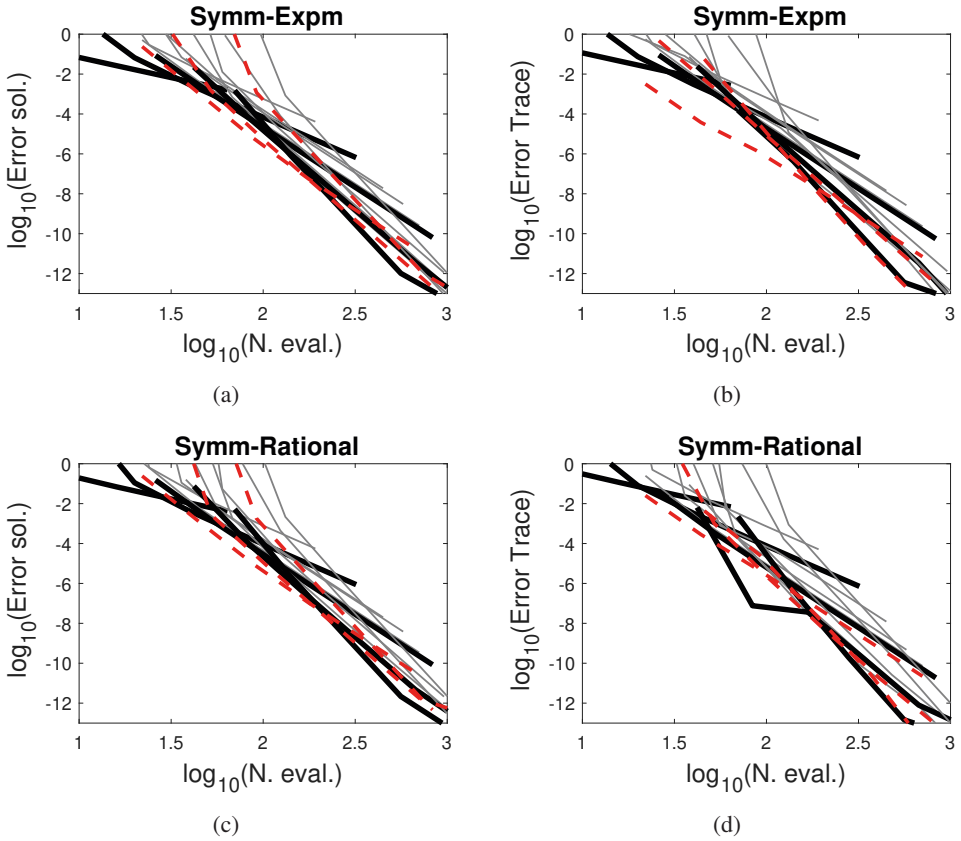 Symm-Expm
0
-2
-4
-6
-8
-10
-12
log10(Error sol.)
1 1.5 2 2.5 3
log10(N. eval.)
(a)
Symm-Expm
0
-2
-4
-6
-8
-10
-12
log10(Error Trace)
1 1.5 2 2.5 3
log10(N. eval.)
(b)
Symm-Rational
0
-2
-4
-6
-8
-10
-12
log10(Error sol.)
1 1.5 2 2.5 3
log10(N. eval.)
(c)
Symm-Rational
0
-2
-4
-6
-8
-10
-12
log10(Error Trace)
1 1.5 2 2.5 3
log10(N. eval.)
(d)